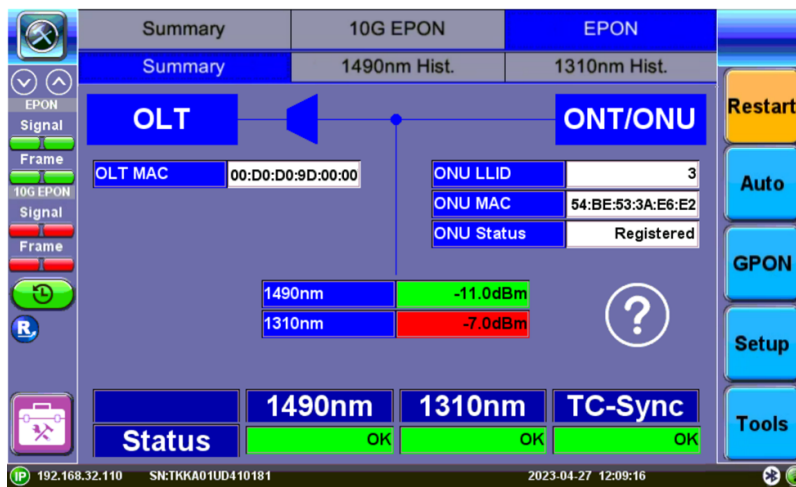 Summary 10G EPON EPON
Summary 1490nm Hist. 1310nm Hist.
EPON
Signal
Frame
10G EPON
Signal
Frame
R
OLT ONT/ONU
OLT MAC 00:D0:D0:9D:00:00
ONU LLID 3
ONU MAC 54:BE:53:3A:E6:E2
ONU Status Registered
1490nm -11.0dBm
1310nm -7.0dBm
?
1490nm 1310nm TC-Sync
Status OK OK OK
Restart
Auto
GPON
Setup
Tools
IP 192.168.32.110 SN:TKKA01UD410181 2023-04-27 12:09:16